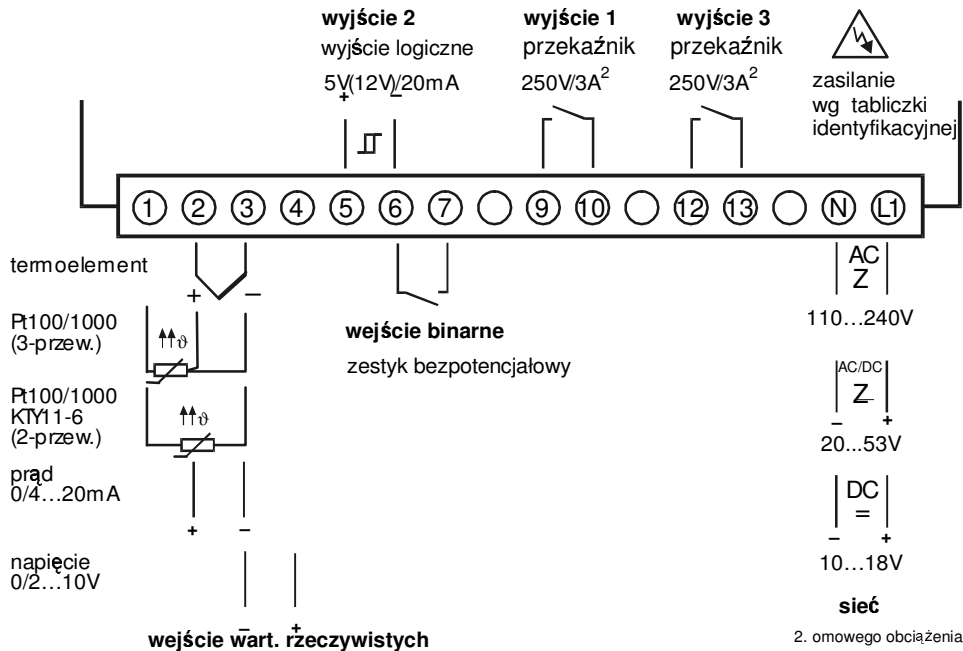 wyjście 2
wyjście logiczne
5V(12V)/20mA
+ −
wyjście 1
przekaźnik
250V/3A²
wyjście 3
przekaźnik
250V/3A²
zasilanie
wg tabliczki
identyfikacyjnej
1 2 3 4 5 6 7 9 10 12 13 N L1
termoelement
+ −
Pt100/1000
(3-przew.)
ϑ
Pt100/1000
KTY11-6
(2-przew.)
ϑ
prąd
0/4...20mA
+ −
napięcie
0/2...10V
− +
wejście wart. rzeczywistych
wejście binarne
zestyk bezpotencjałowy
AC
110...240V
AC/DC
− +
20...53V
DC
=
− +
10...18V
sieć
2. omowego obciążenia